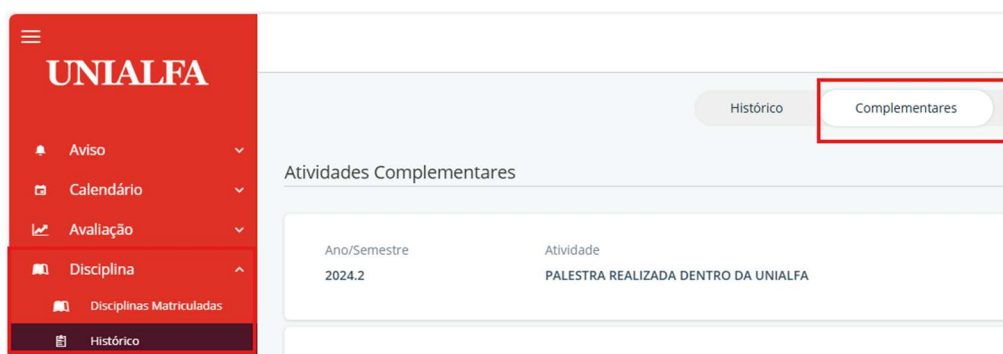 UNIALFA
Aviso
Calendário
Avaliação
Disciplina
Disciplinas Matriculadas
Histórico
Histórico Complementares
Atividades Complementares
Ano/Semestre Atividade
2024.2 PALESTRA REALIZADA DENTRO DA UNIALFA